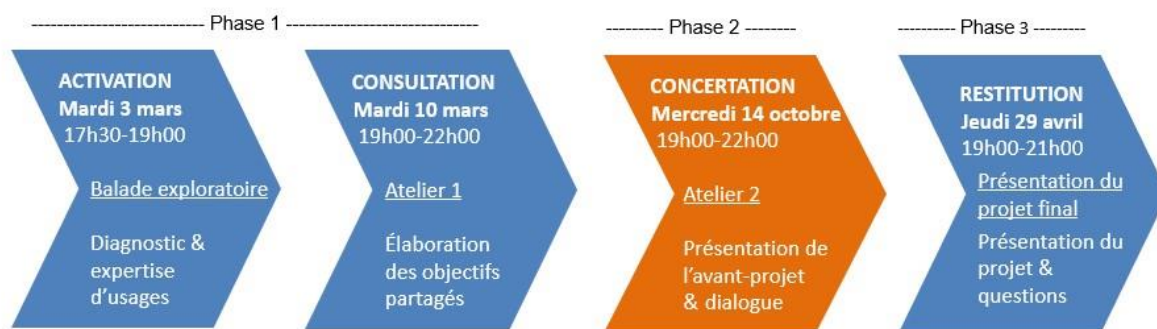 ------------------------- Phase 1 -------------------------
--------- Phase 2 --------
---------- Phase 3 ---------
ACTIVATION
Mardi 3 mars
17h30-19h00
Balade exploratoire
Diagnostic &
expertise
d’usages
CONSULTATION
Mardi 10 mars
19h00-22h00
Atelier 1
Élaboration
des objectifs
partagés
CONCERTATION
Mercredi 14 octobre
19h00-22h00
Atelier 2
Présentation de
l’avant-projet
& dialogue
RESTITUTION
Jeudi 29 avril
19h00-21h00
Présentation du
projet final
Présentation du
projet &
questions